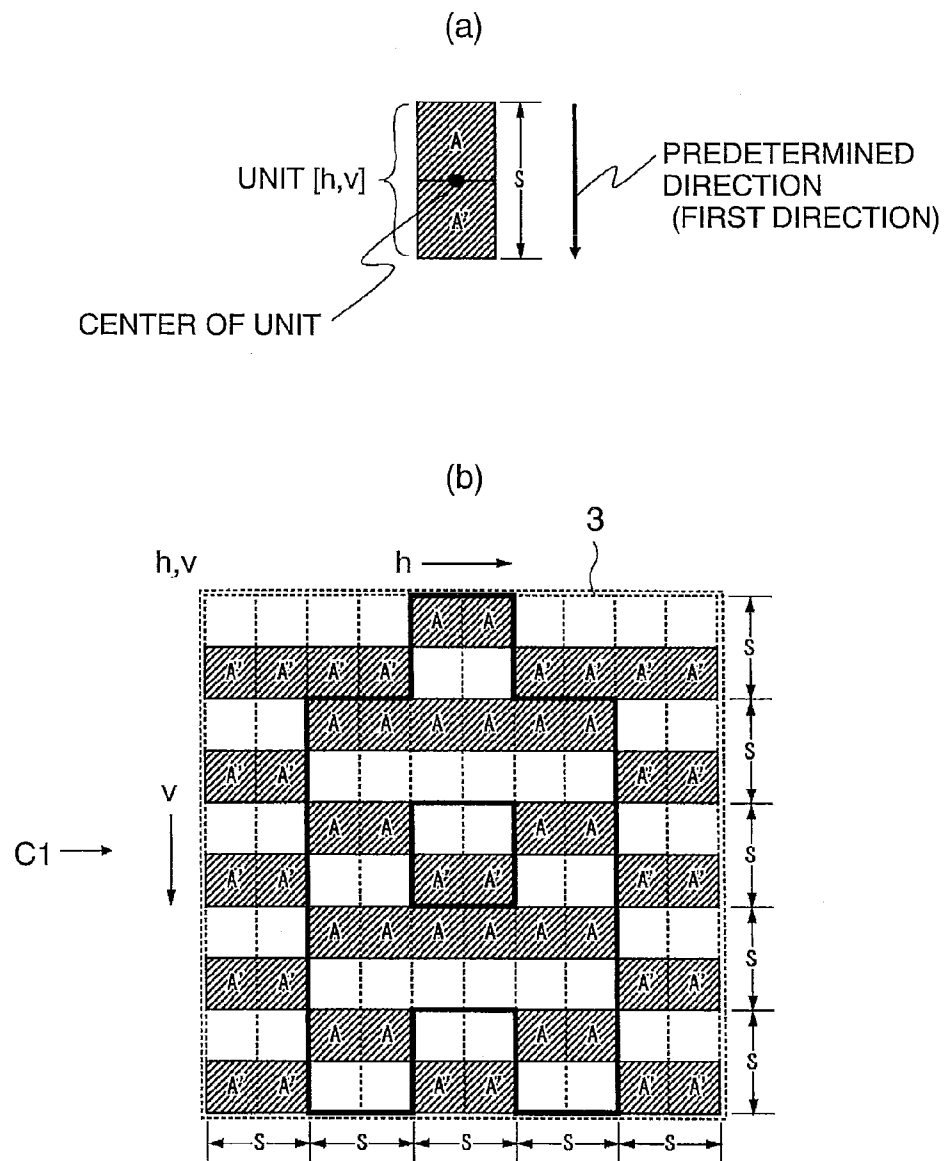 (a)
A
UNIT [h,v]
S
A'
PREDETERMINED
DIRECTION
(FIRST DIRECTION)
CENTER OF UNIT
(b)
3
h,v
h
A A
S
A' A' A' A' A' A' A' A'
A A A A A A
S
v
A' A' A' A'
A A A A
S
C1
A' A' A' A' A' A'
A A A A A A
S
A' A' A' A'
A A A A
S
A' A' A' A' A' A'
S S S S S